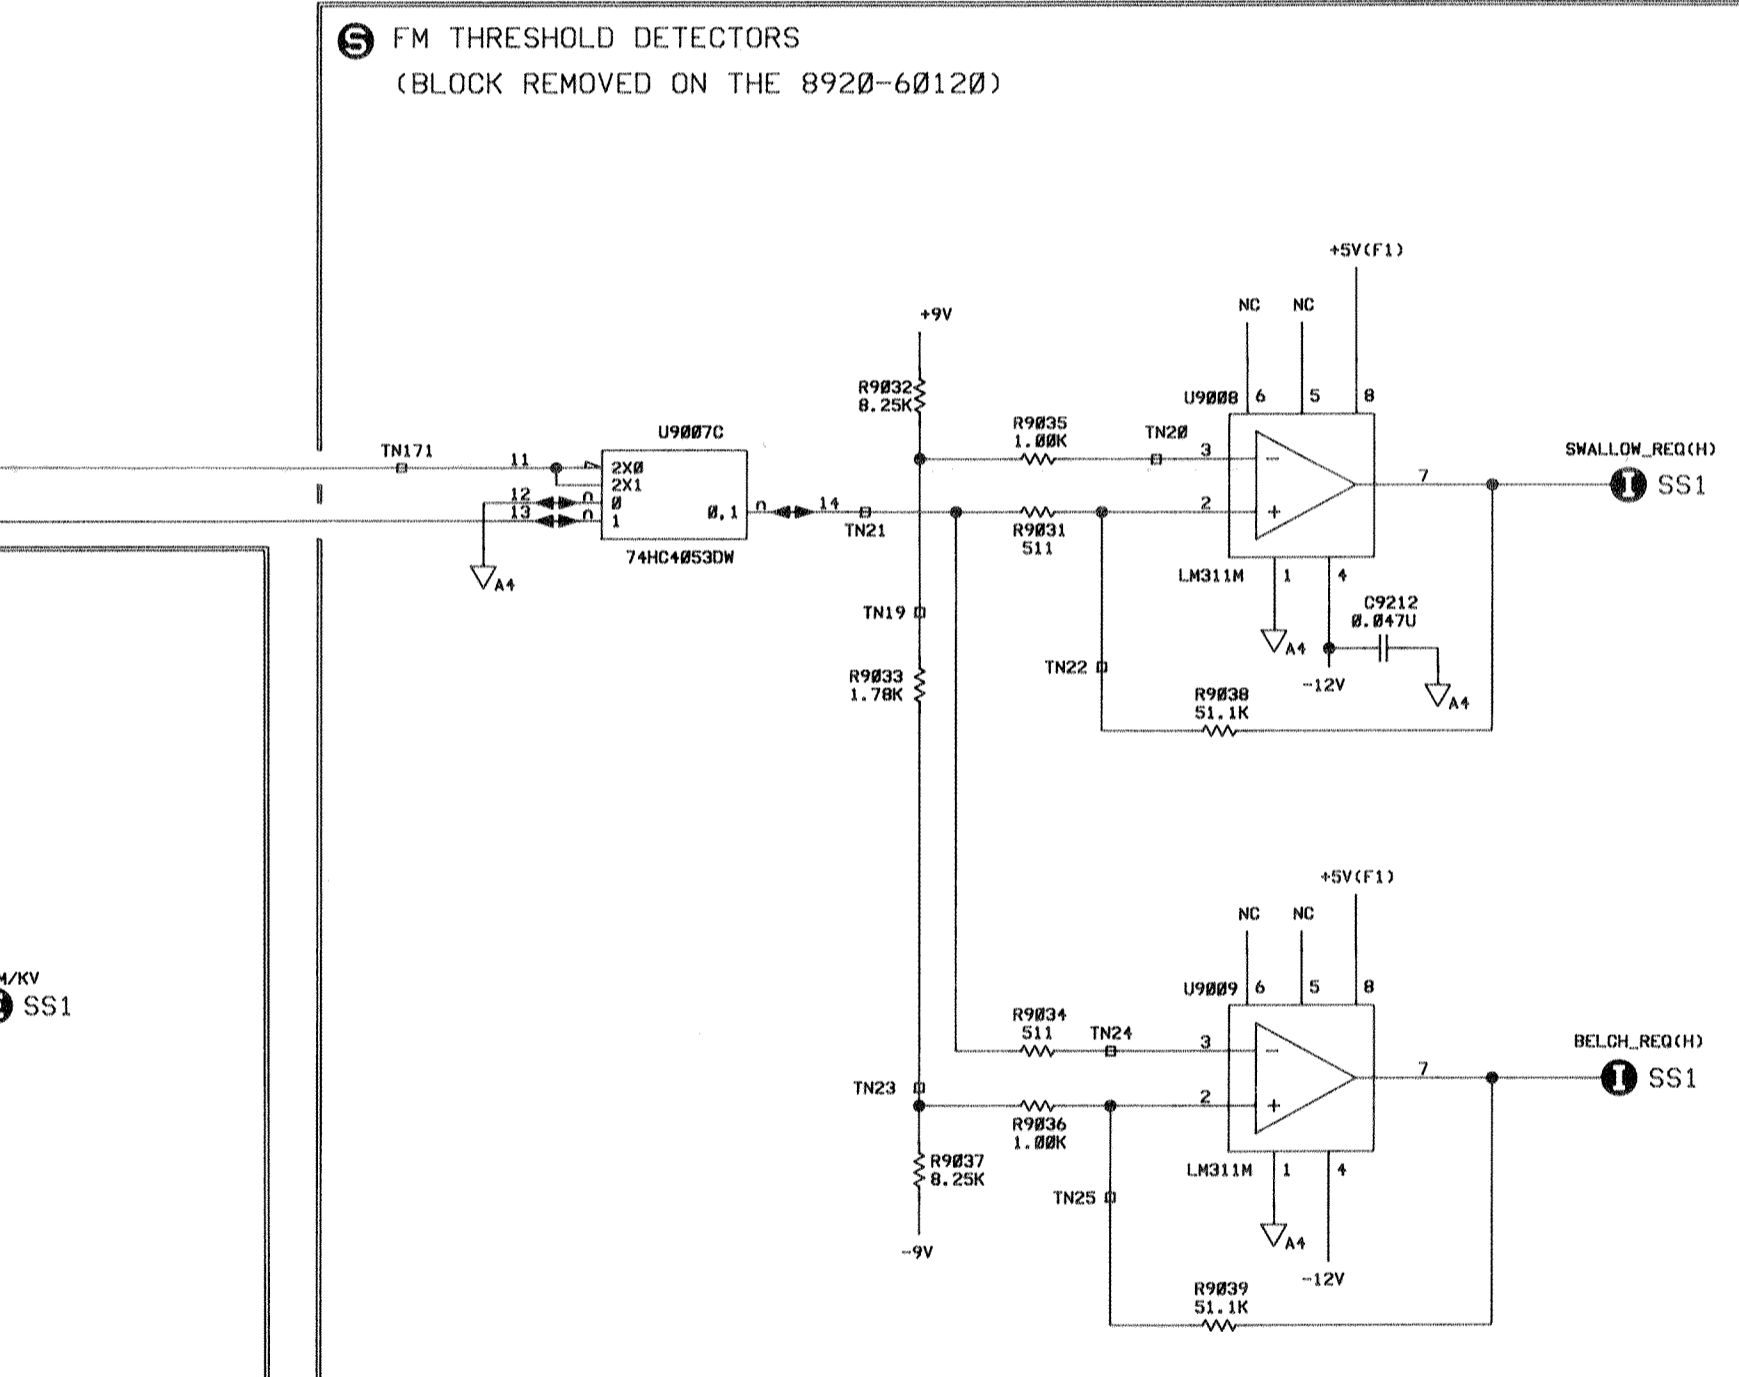 S FM THRESHOLD DETECTORS
(BLOCK REMOVED ON THE 8920-60120)
+5V(F1)
NC NC
+9V
R9032
8.25K
U9008 6 5 8
R9035
1.00K
TN20
3
SWALLOW_REQ(H)
I SS1
7
U9007C
TN171
11
2X0
2X1
12 n 0
13 n 1
0,1 n 14
TN21
74HC4053DW
A4
R9031
511
2
LM311M 1 4
C9212
0.047U
A4
-12V
A4
TN19
TN22
R9033
1.78K
R9038
51.1K
+5V(F1)
NC NC
M/KV
SS1
U9009 6 5 8
R9034
511
TN24
3
BELCH_REQ(H)
I SS1
7
TN23
2
R9036
1.00K
R9037
8.25K
LM311M 1 4
TN25
A4
-9V
-12V
R9039
51.1K